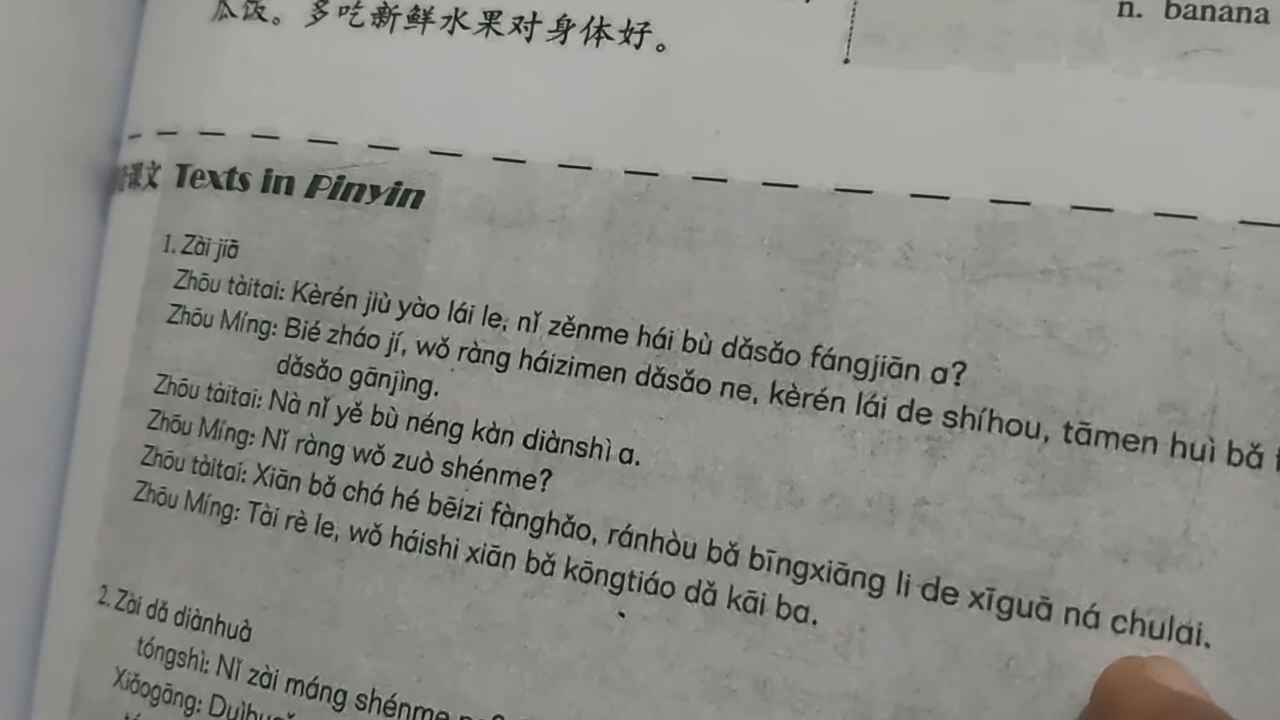 瓜饭。多吃新鲜水果对身体好。
n. banana
课文 Texts in Pinyin
1. Zài jiā
Zhōu tàitai: Kèrén jiù yào lái le, nǐ zěnme hái bù dǎsǎo fángjiān a?
Zhōu Míng: Bié zháo jí, wǒ ràng háizimen dǎsǎo ne, kèrén lái de shíhou, tāmen huì bǎ
dǎsǎo gānjìng.
Zhōu tàitai: Nà nǐ yě bù néng kàn diànshì a.
Zhōu Míng: Nǐ ràng wǒ zuò shénme?
Zhōu tàitai: Xiān bǎ chá hé bēizi fànghǎo, ránhòu bǎ bīngxiāng li de xīguā ná chulai.
Zhōu Míng: Tài rè le, wǒ háishi xiān bǎ kōngtiáo dǎ kāi ba.
2. Zài dǎ diànhuà
tóngshì: Nǐ zài máng shénme
Xiǎogāng: